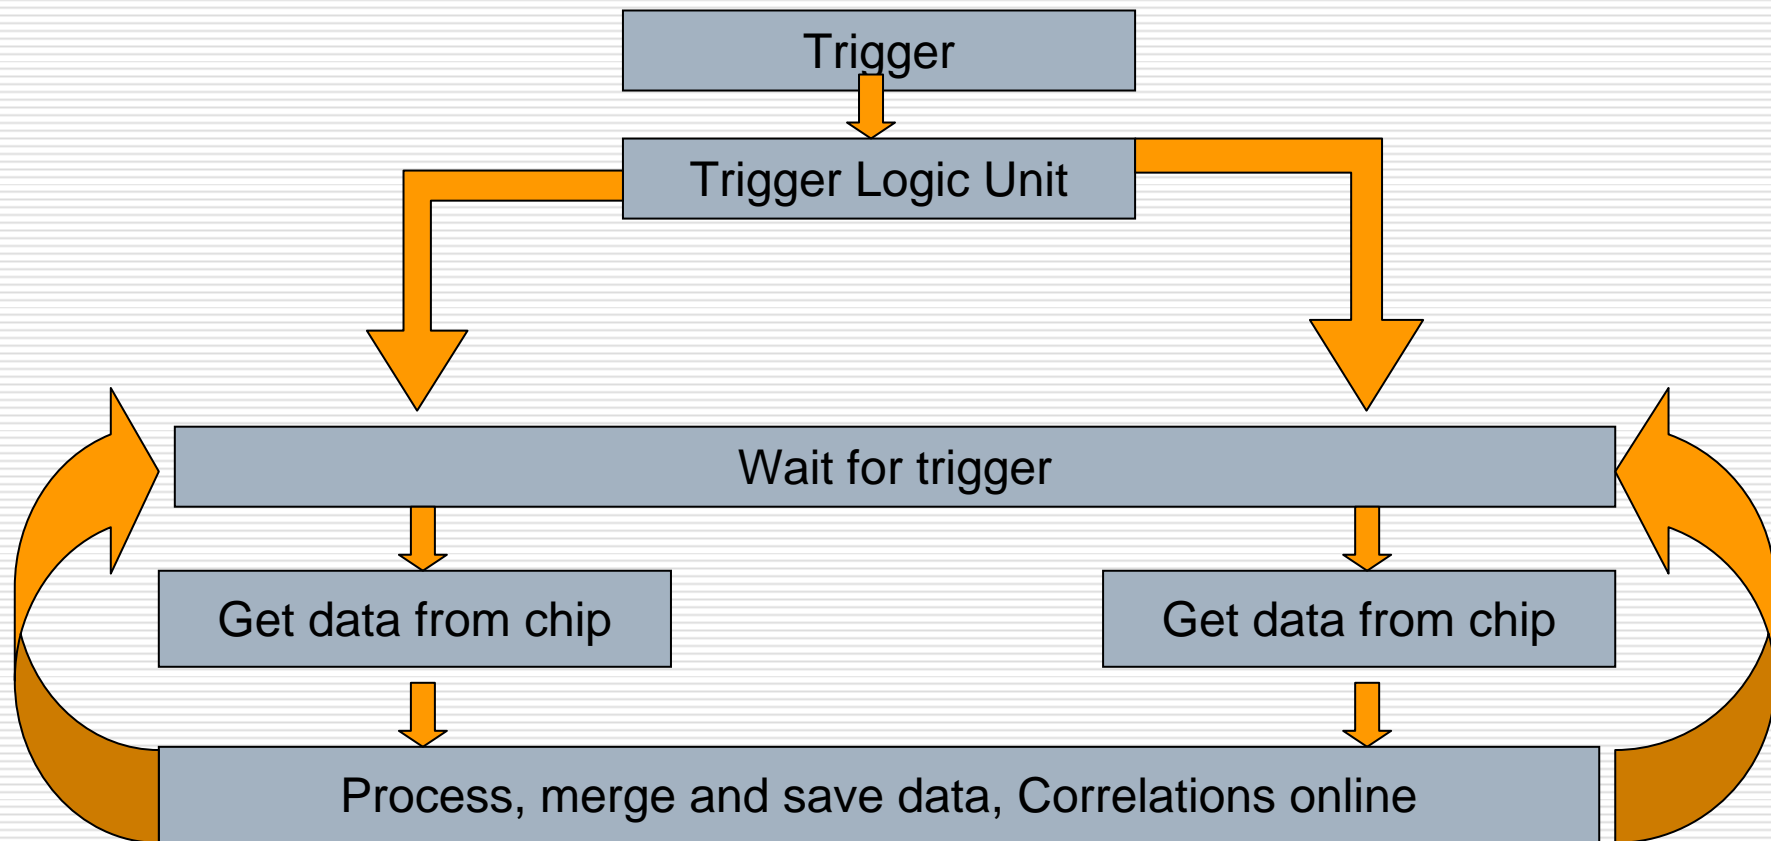 Trigger
Trigger Logic Unit
Wait for trigger
Get data from chip
Get data from chip
Process, merge and save data, Correlations online